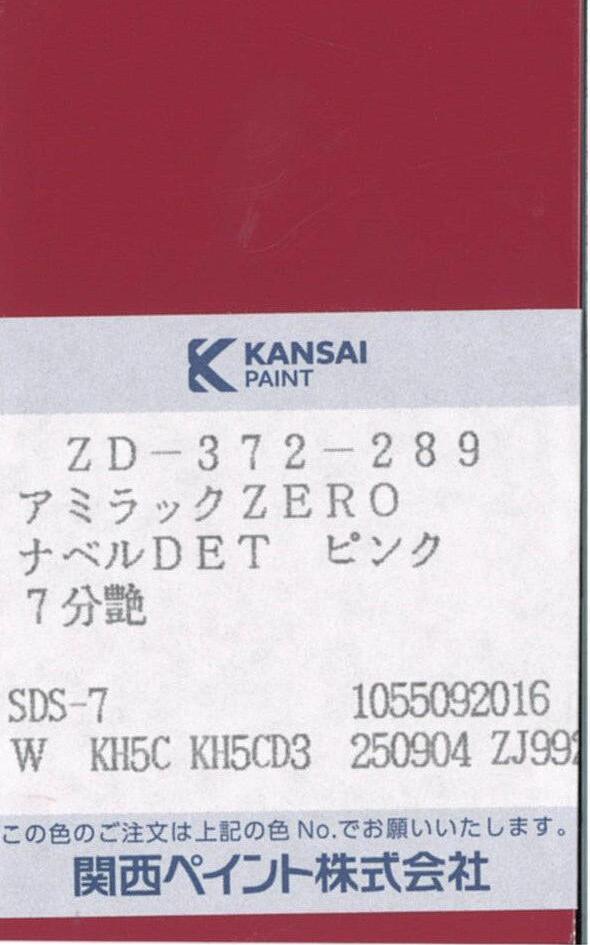 KANSAI
PAINT
ZD-372-289
アミラックZERO
ナベルDET ピンク
7分艶
SDS-7 1055092016
W KH5C KH5CD3 250904 ZJ992
この色のご注文は上記の色No.でお願いいたします。
関西ペイント株式会社